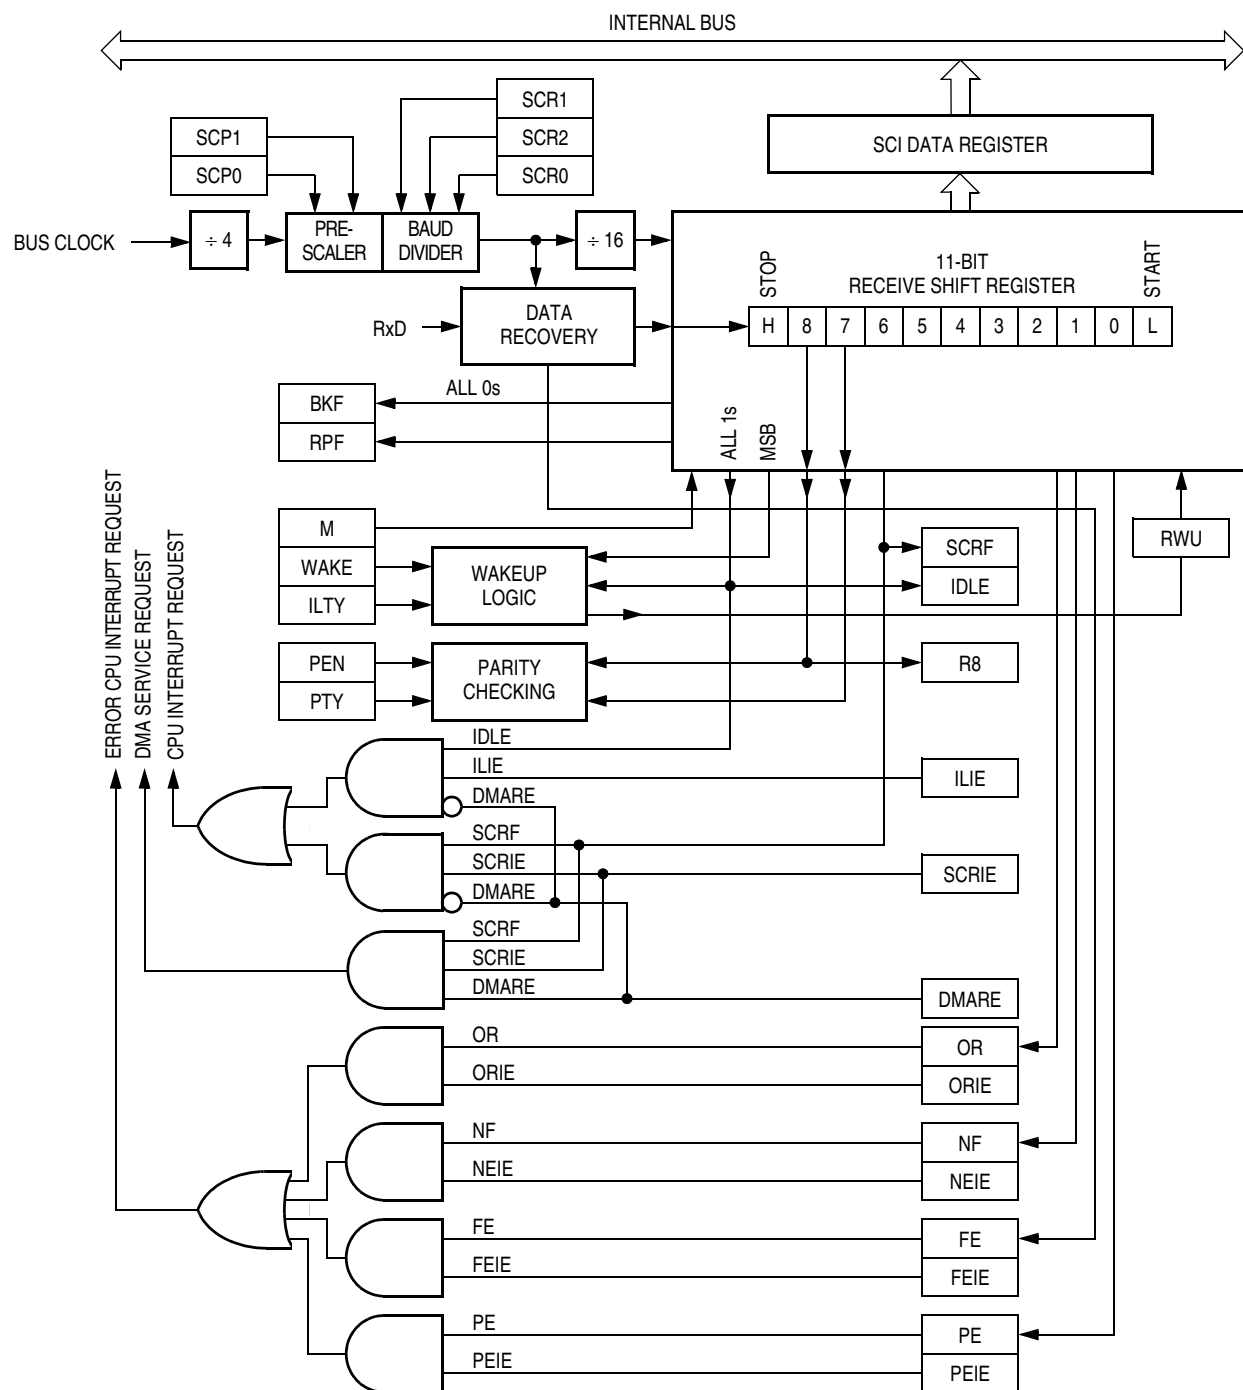 INTERNAL BUS
SCR1
SCR2
SCR0
SCP1
SCP0
SCI DATA REGISTER
BUS CLOCK
÷ 4
PRE-
SCALER
BAUD
DIVIDER
÷ 16
RxD
DATA
RECOVERY
STOP
11-BIT
RECEIVE SHIFT REGISTER
START
H 8 7 6 5 4 3 2 1 0 L
ALL 0s
BKF
RPF
ALL 1s
MSB
M
WAKE
ILTY
WAKEUP
LOGIC
SCRF
IDLE
RWU
PEN
PTY
PARITY
CHECKING
R8
ERROR CPU INTERRUPT REQUEST
DMA SERVICE REQUEST
CPU INTERRUPT REQUEST
IDLE
ILIE
DMARE
ILIE
SCRF
SCRIE
DMARE
SCRIE
SCRF
SCRIE
DMARE
DMARE
OR
ORIE
OR
ORIE
NF
NEIE
NF
NEIE
FE
FEIE
FE
FEIE
PE
PEIE
PE
PEIE